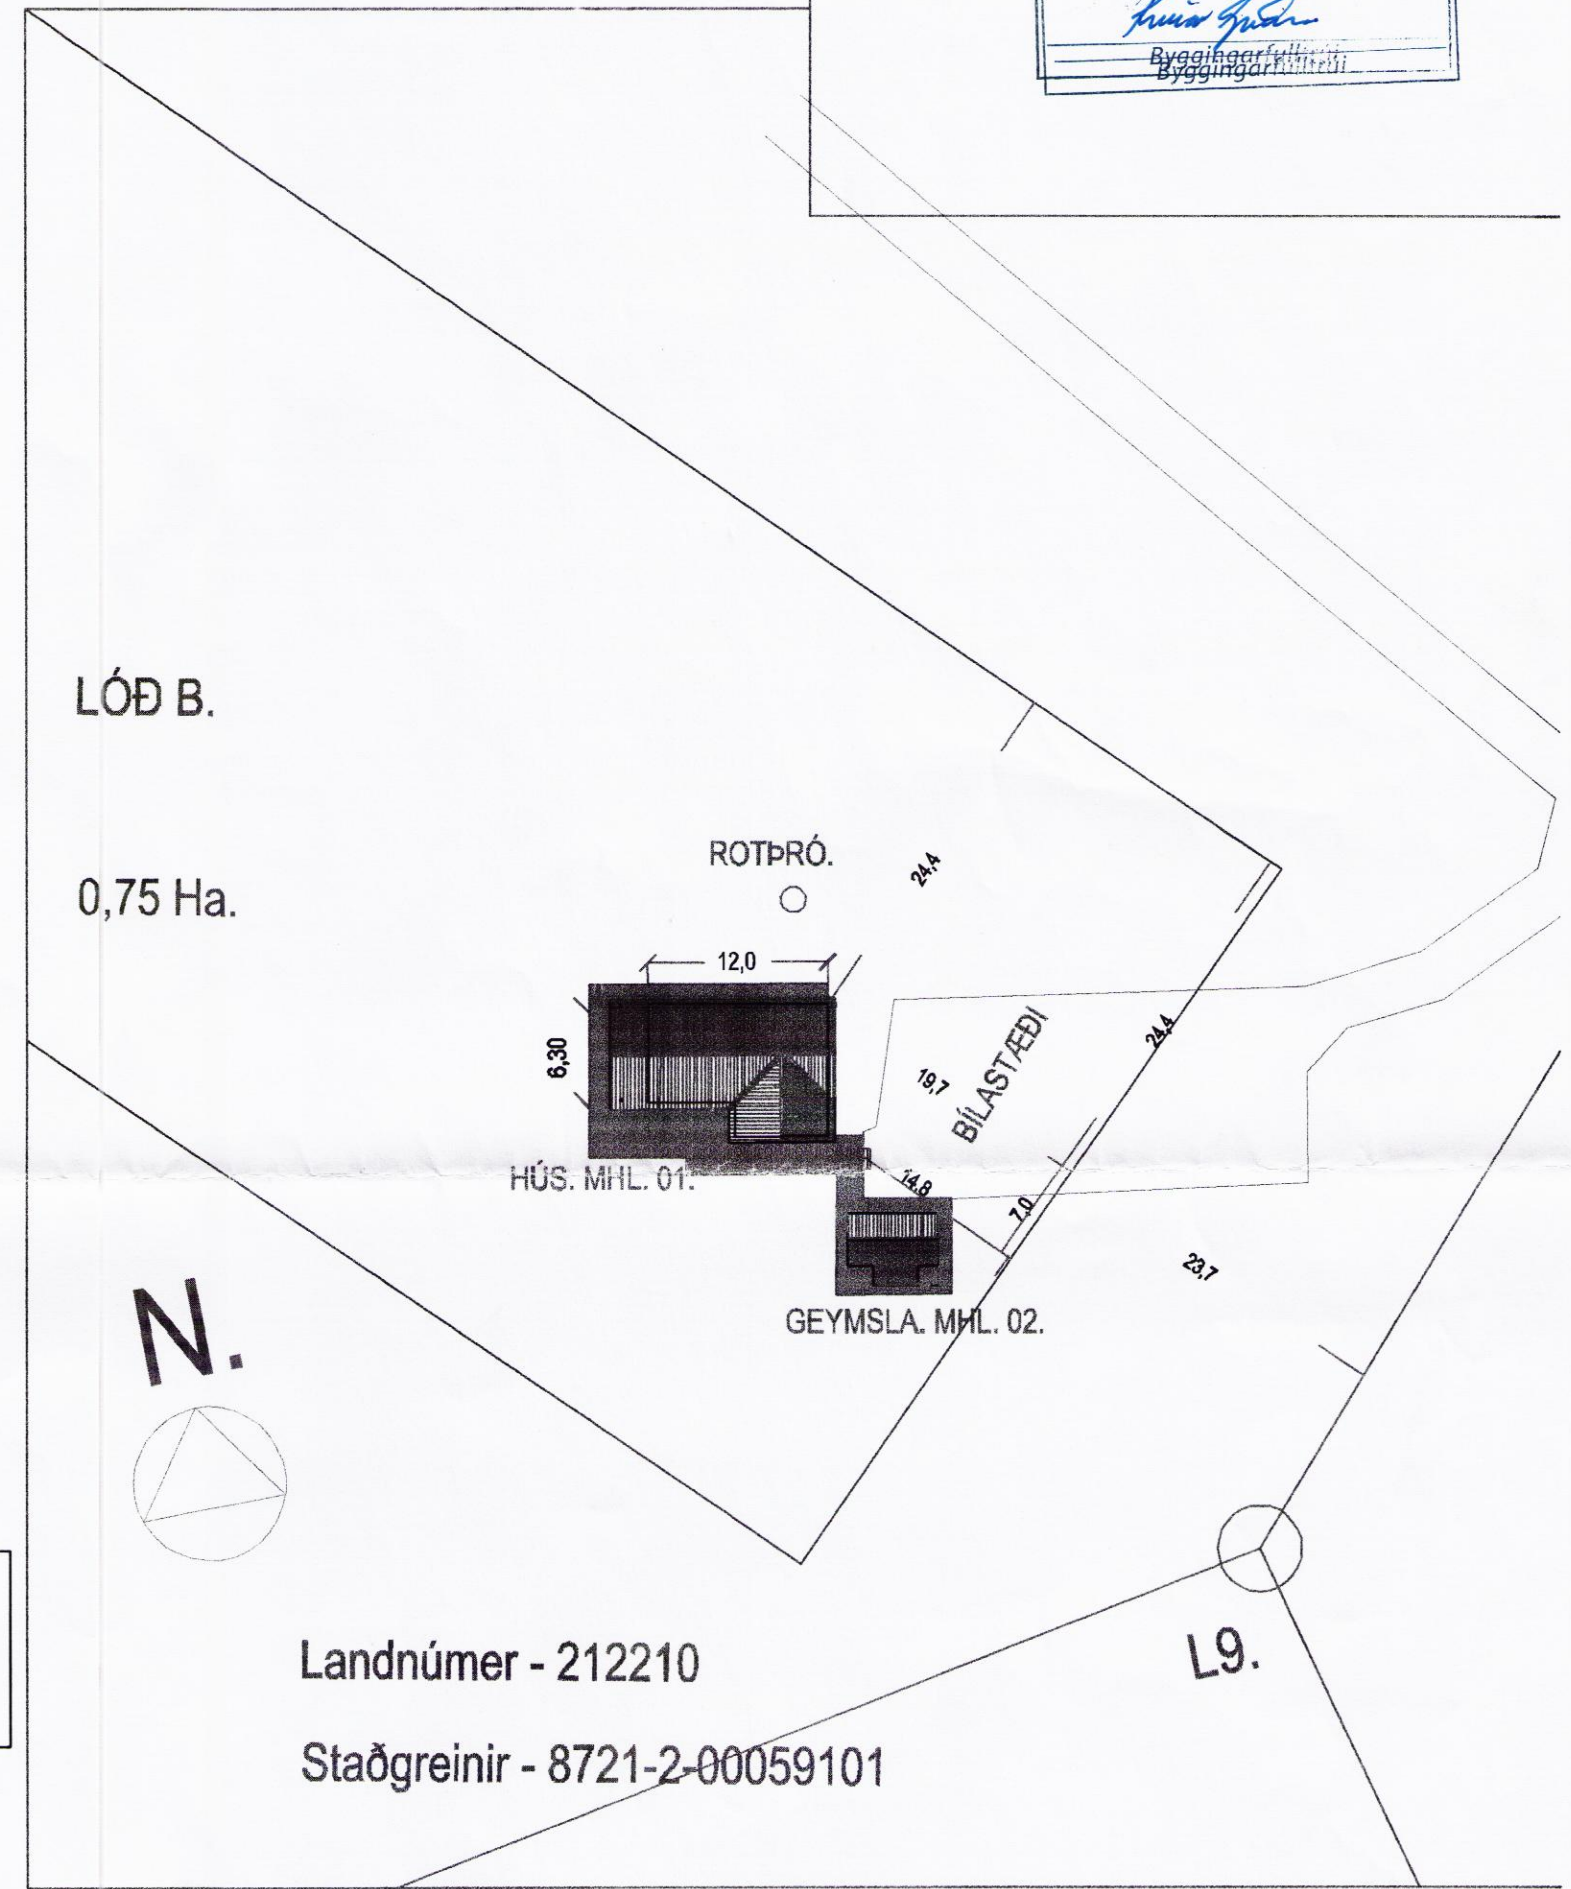 Byggingarfulltrúi
Byggingarfulltrúi
LÓÐ B.
0,75 Ha.
ROTÞRÓ.
24,4
12,0
6,30
19,7
BÍLASTÆÐI
24,4
HÚS. MHL. 01.
14,8
7,0
23,7
GEYMSLA. MHL. 02.
N.
L9.
Landnúmer - 212210
Staðgreinir - 8721-2-00059101